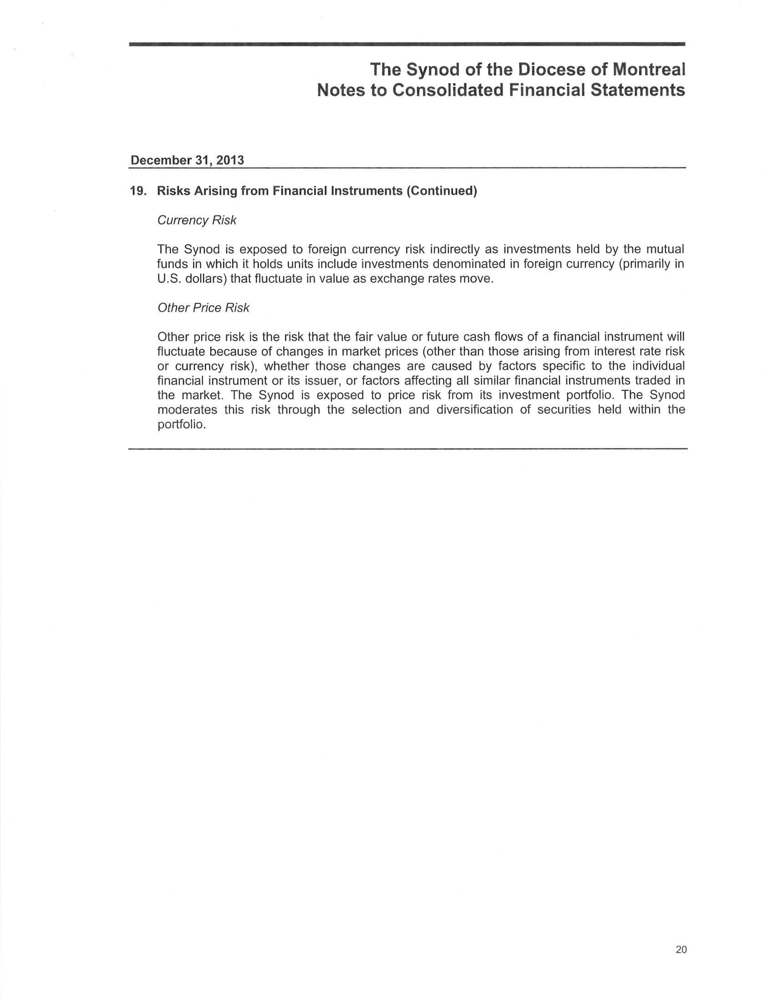 The Synod of the Diocese of Montreal
Notes to Consolidated Financial Statements
December 31, 2013
19. Risks Arising from Financial Instruments (Continued)
Currency Risk
The Synod is exposed to foreign currency risk indirectly as investments held by the mutual
funds in which it holds units include investments denominated in foreign currency (primarily in
U.S. dollars) that fluctuate in value as exchange rates move.
Other Price Risk
Other price risk is the risk that the fair value or future cash flows of a financial instrument will
fluctuate because of changes in market prices (other than those arising from interest rate risk
or currency risk), whether those changes are caused by factors specific to the individual
financial instrument or its issuer, or factors affecting all similar financial instruments traded in
the market. The Synod is exposed to price risk from its investment portfolio. The Synod
moderates this risk through the selection and diversification of securities held within the
portfolio.
20